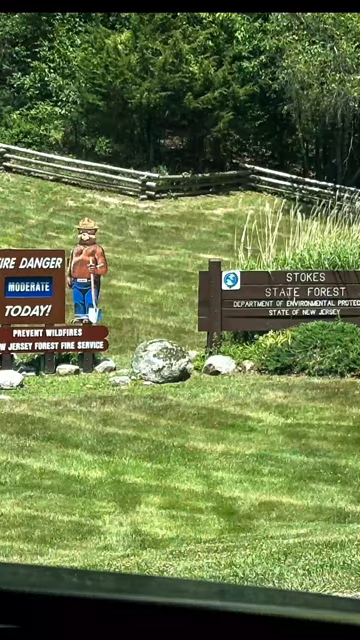 IRE DANGER
MODERATE
TODAY!
PREVENT WILDFIRES
W JERSEY FOREST FIRE SERVICE
STOKES
STATE FOREST
DEPARTMENT OF ENVIRONMENTAL PROTEC
STATE OF NEW JERSEY